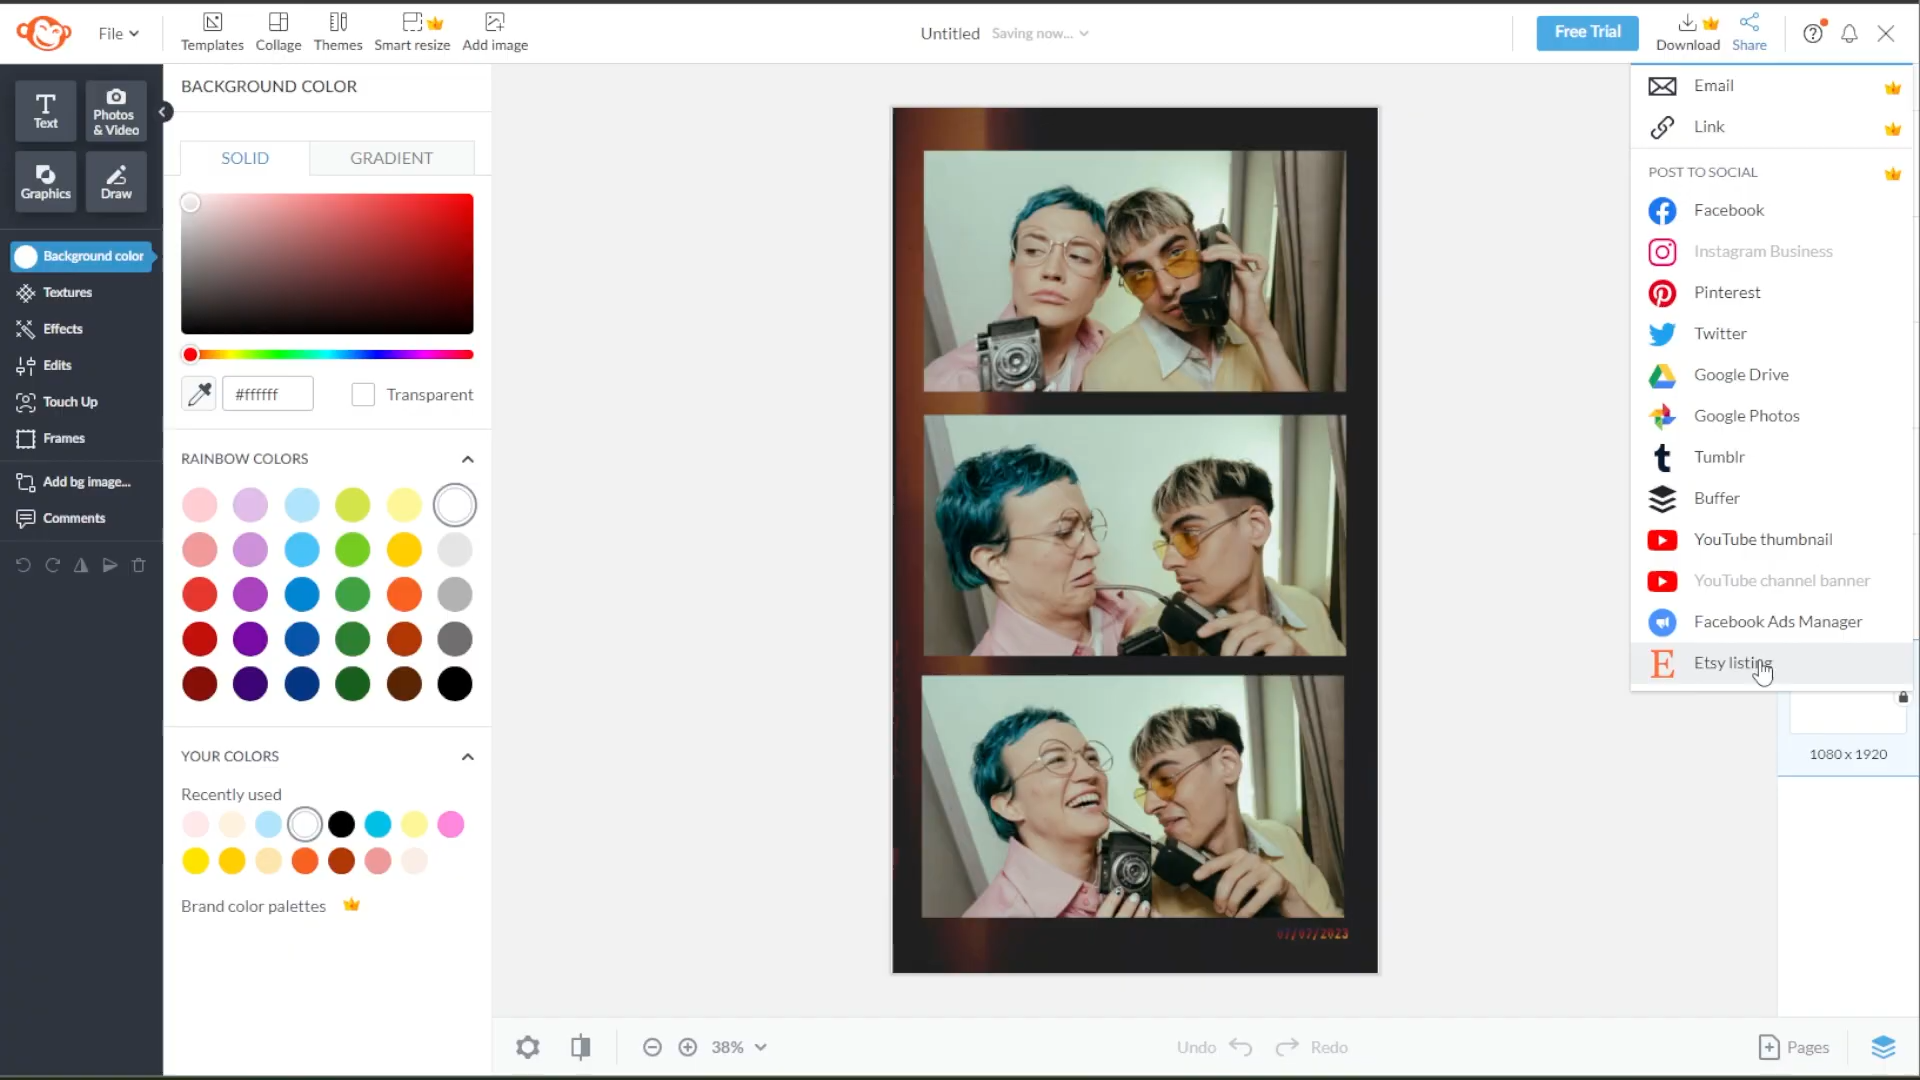 File
Templates
Collage
Themes
Smart resize
Add image
Untitled
Saving now...
Free Trial
Download
Share
Text
Photos
& Video
Graphics
Draw
Background color
Textures
Effects
Edits
Touch Up
Frames
Add bg image...
Comments
BACKGROUND COLOR
SOLID
GRADIENT
#ffffff
Transparent
RAINBOW COLORS
YOUR COLORS
Recently used
Brand color palettes
07/07/2023
Email
Link
POST TO SOCIAL
Facebook
Instagram Business
Pinterest
Twitter
Google Drive
Google Photos
Tumblr
Buffer
YouTube thumbnail
YouTube channel banner
Facebook Ads Manager
Etsy listing
1080 x 1920
38%
Undo
Redo
Pages